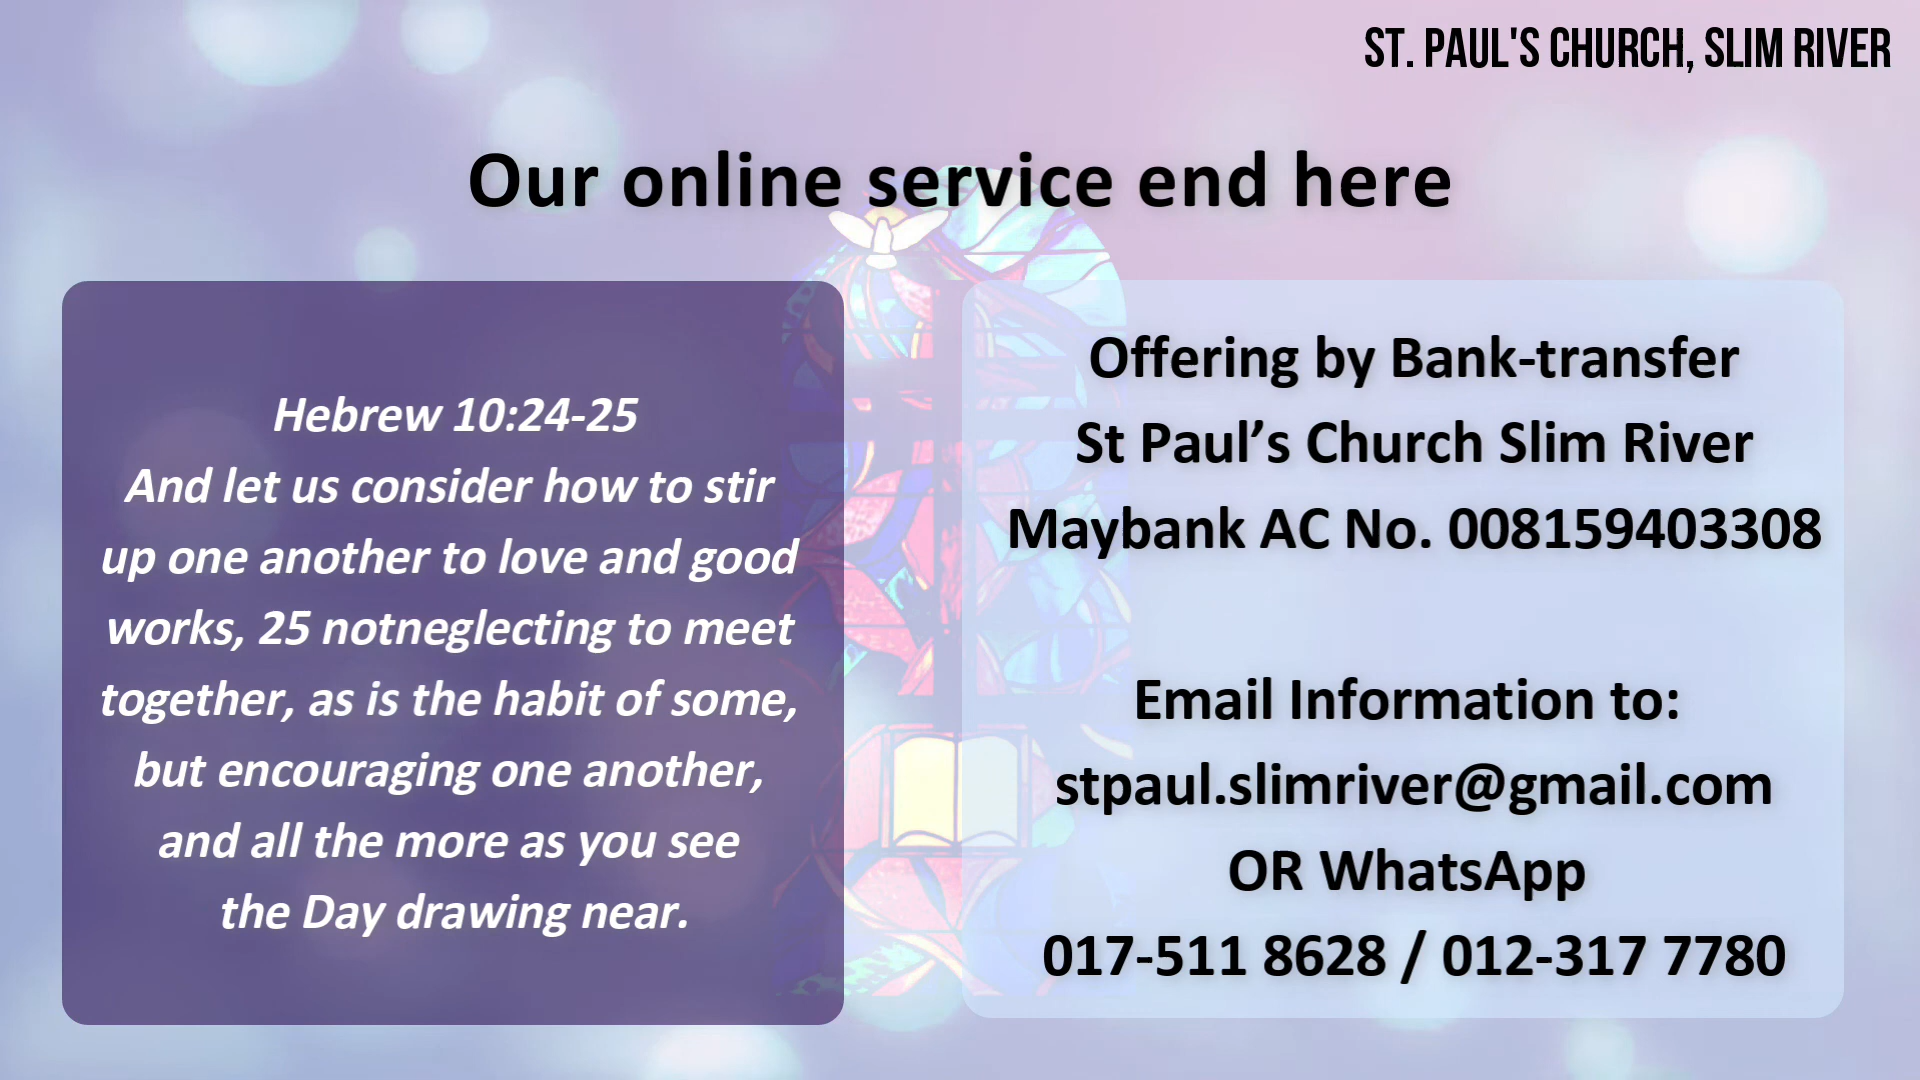 ST. PAUL'S CHURCH, SLIM RIVER
Our online service end here
Hebrew 10:24-25
And let us consider how to stir
up one another to love and good
works, 25 notneglecting to meet
together, as is the habit of some,
but encouraging one another,
and all the more as you see
the Day drawing near.
Offering by Bank-transfer
St Paul’s Church Slim River
Maybank AC No. 008159403308
Email Information to:
stpaul.slimriver@gmail.com
OR WhatsApp
017-511 8628 / 012-317 7780